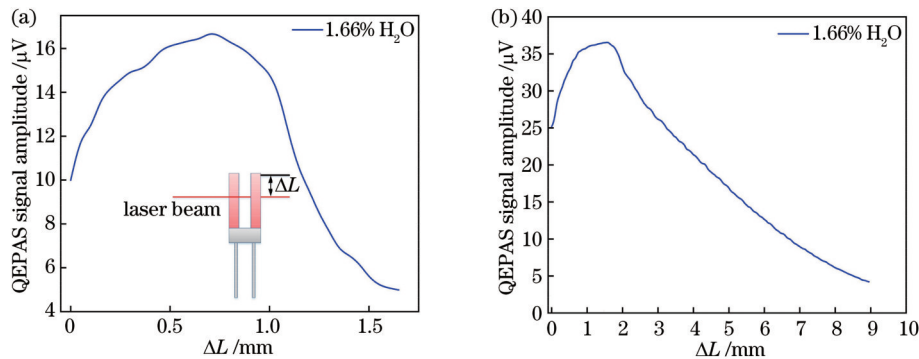 (a)
1.66% H₂O
QEPAS signal amplitude /μV
16
14
12
10
8
6
4
ΔL
laser beam
0
0.5
1.0
1.5
ΔL /mm
(b)
1.66% H₂O
QEPAS signal amplitude /μV
40
35
30
25
20
15
10
5
0
0 1 2 3 4 5 6 7 8 9 10
ΔL /mm